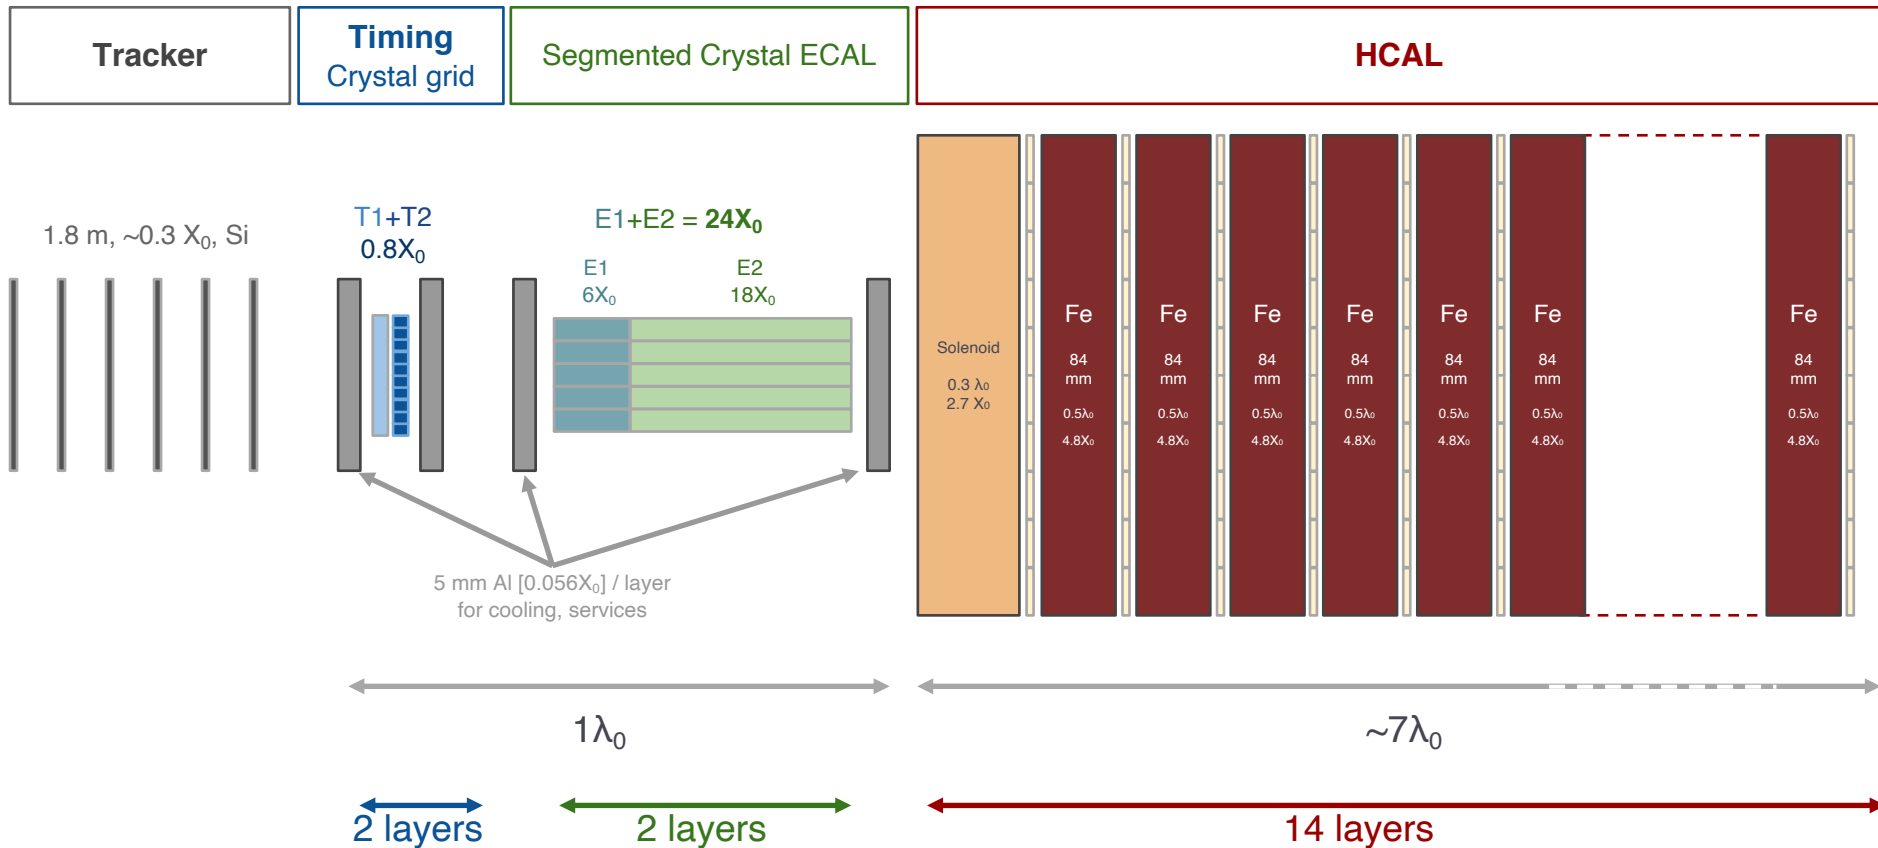 Tracker
Timing
Crystal grid
Segmented Crystal ECAL
HCAL
1.8 m, ~0.3 X₀, Si
T1+T2
0.8X₀
E1+E2 = 24X₀
E1
6X₀
E2
18X₀
5 mm Al [0.056X₀] / layer
for cooling, services
Solenoid
0.3 λ₀
2.7 X₀
Fe
84
mm
0.5λ₀
4.8X₀
Fe
84
mm
0.5λ₀
4.8X₀
Fe
84
mm
0.5λ₀
4.8X₀
Fe
84
mm
0.5λ₀
4.8X₀
Fe
84
mm
0.5λ₀
4.8X₀
Fe
84
mm
0.5λ₀
4.8X₀
Fe
84
mm
0.5λ₀
4.8X₀
1λ₀
~7λ₀
2 layers
2 layers
14 layers